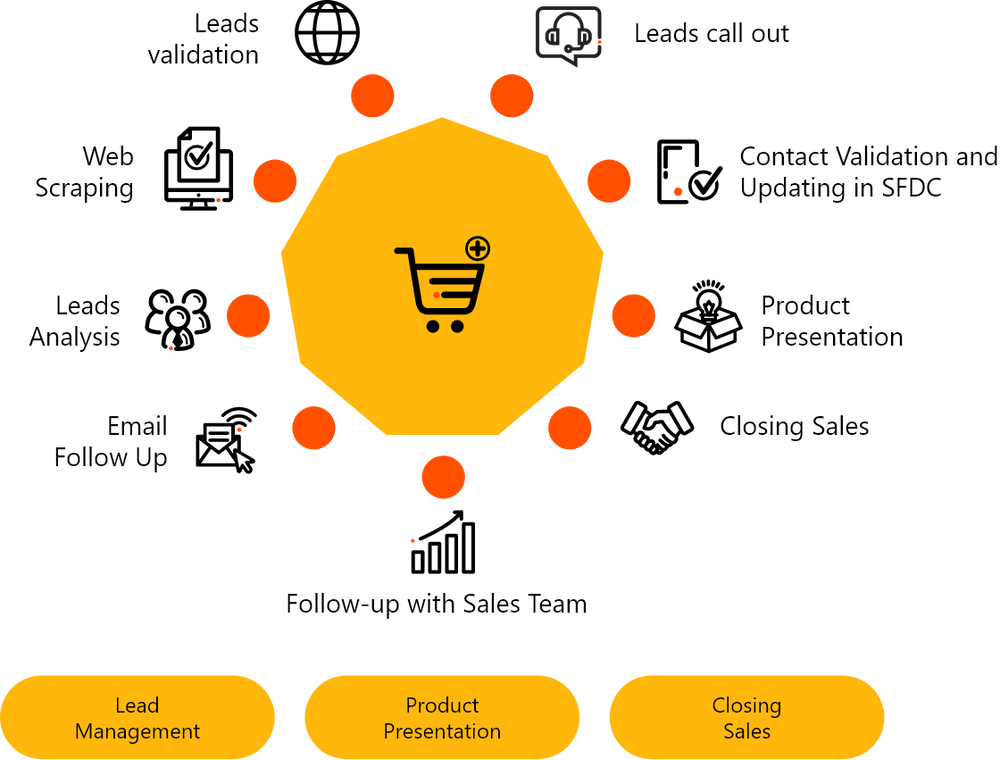 Leads
validation
Leads call out
Web
Scraping
Contact Validation and
Updating in SFDC
Leads
Analysis
Product
Presentation
Email
Follow Up
Closing Sales
Follow-up with Sales Team
Lead
Management
Product
Presentation
Closing
Sales